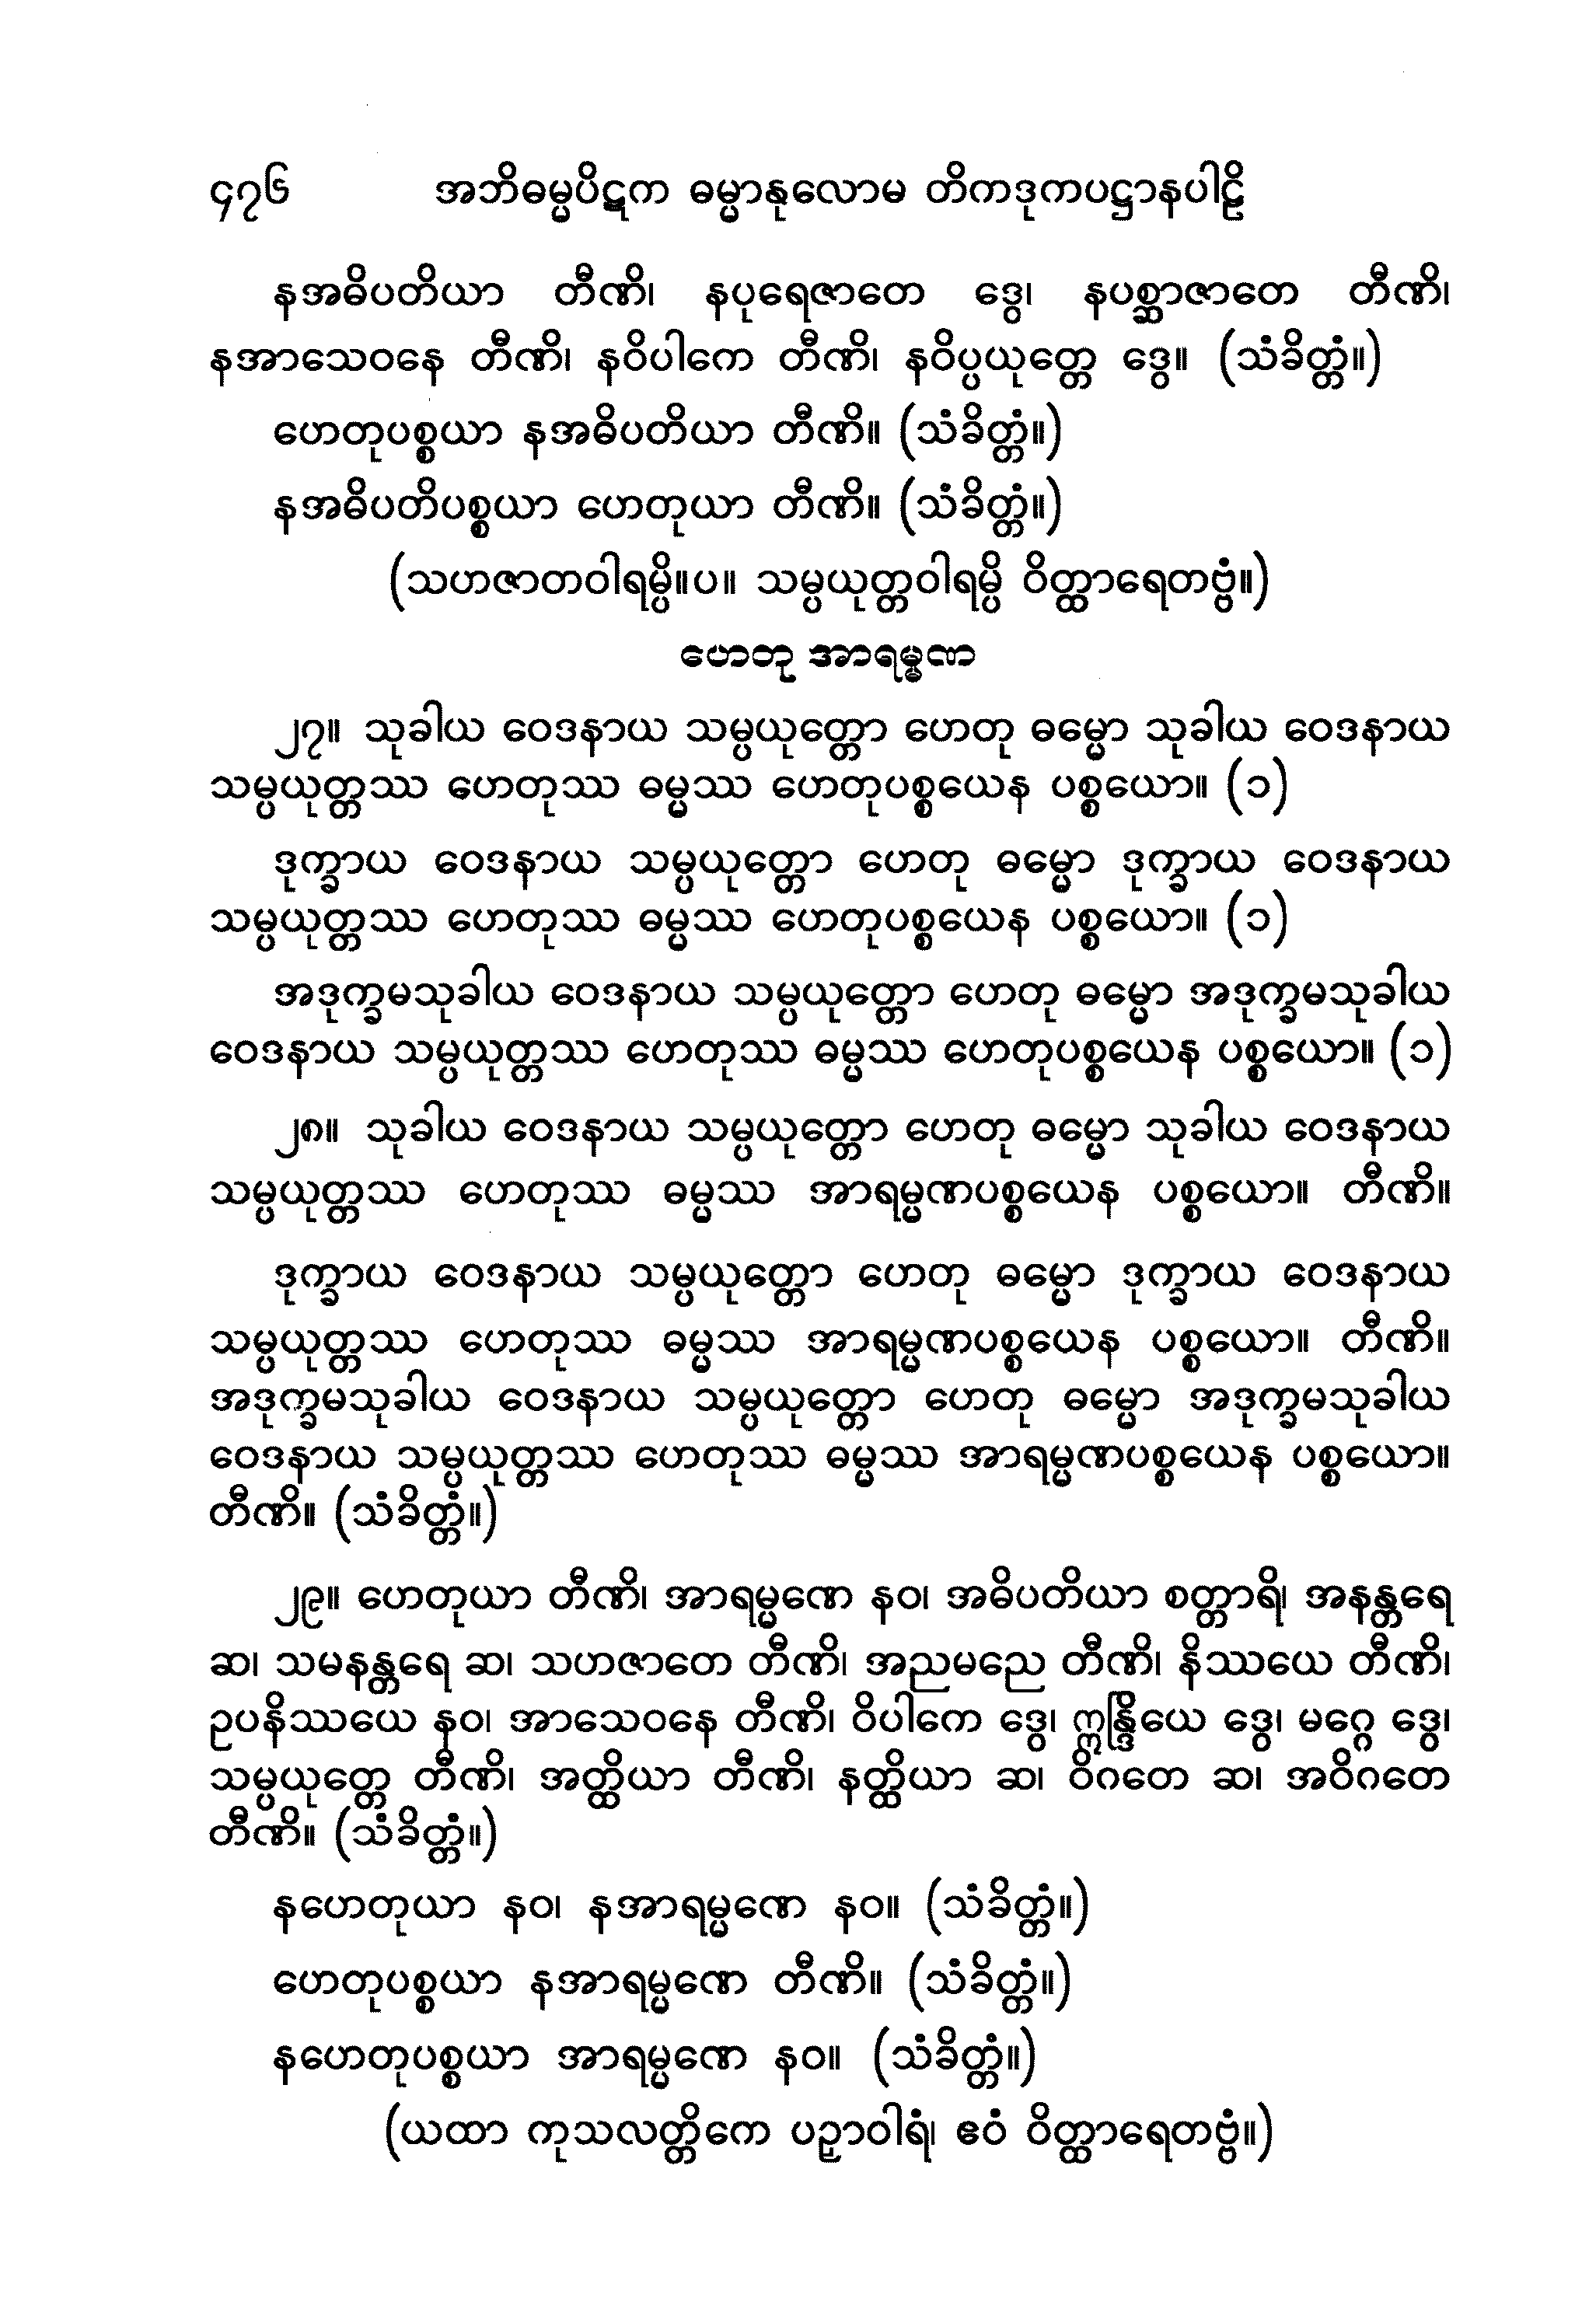 ၄၇၆ အဘိဓမ္မပိဋက ဓမ္မာနုလောမ တိကဒုကပဋ္ဌာနပါဠိ
နအဓိပတိယာ တီဏိ၊ နပုရေဇာတေ ဒွေ၊ နပစ္ဆာဇာတေ တီဏိ၊
နအာသေဝနေ တီဏိ၊ နဝိပါကေ တီဏိ၊ နဝိပ္ပယုတ္တေ ဒွေ။ (သံခိတ္တံ။)
ဟေတုပစ္စယာ နအဓိပတိယာ တီဏိ။ (သံခိတ္တံ။)
နအဓိပတိပစ္စယာ ဟေတုယာ တီဏိ။ (သံခိတ္တံ။)
(သဟဇာတဝါရမ္ပိ။ပ။ သမ္ပယုတ္တဝါရမ္ပိ ဝိတ္ထာရေတဗ္ဗံ။)
ဟေတု အာရမ္မဏ
၂၇။ သုခါယ ဝေဒနာယ သမ္ပယုတ္တော ဟေတု ဓမ္မော သုခါယ ဝေဒနာယ
သမ္ပယုတ္တဿ ဟေတုဿ ဓမ္မဿ ဟေတုပစ္စယေန ပစ္စယော။ (၁)
ဒုက္ခာယ ဝေဒနာယ သမ္ပယုတ္တော ဟေတု ဓမ္မော ဒုက္ခာယ ဝေဒနာယ
သမ္ပယုတ္တဿ ဟေတုဿ ဓမ္မဿ ဟေတုပစ္စယေန ပစ္စယော။ (၁)
အဒုက္ခမသုခါယ ဝေဒနာယ သမ္ပယုတ္တော ဟေတု ဓမ္မော အဒုက္ခမသုခါယ
ဝေဒနာယ သမ္ပယုတ္တဿ ဟေတုဿ ဓမ္မဿ ဟေတုပစ္စယေန ပစ္စယော။ (၁)
၂၈။ သုခါယ ဝေဒနာယ သမ္ပယုတ္တော ဟေတု ဓမ္မော သုခါယ ဝေဒနာယ
သမ္ပယုတ္တဿ ဟေတုဿ ဓမ္မဿ အာရမ္မဏပစ္စယေန ပစ္စယော။ တီဏိ။
ဒုက္ခာယ ဝေဒနာယ သမ္ပယုတ္တော ဟေတု ဓမ္မော ဒုက္ခာယ ဝေဒနာယ
သမ္ပယုတ္တဿ ဟေတုဿ ဓမ္မဿ အာရမ္မဏပစ္စယေန ပစ္စယော။ တီဏိ။
အဒုက္ခမသုခါယ ဝေဒနာယ သမ္ပယုတ္တော ဟေတု ဓမ္မော အဒုက္ခမသုခါယ
ဝေဒနာယ သမ္ပယုတ္တဿ ဟေတုဿ ဓမ္မဿ အာရမ္မဏပစ္စယေန ပစ္စယော။
တီဏိ။ (သံခိတ္တံ။)
၂၉။ ဟေတုယာ တီဏိ၊ အာရမ္မဏေ နဝ၊ အဓိပတိယာ စတ္တာရိ၊ အနန္တရေ
ဆ၊ သမနန္တရေ ဆ၊ သဟဇာတေ တီဏိ၊ အညမညေ တီဏိ၊ နိဿယေ တီဏိ၊
ဥပနိဿယေ နဝ၊ အာသေဝနေ တီဏိ၊ ဝိပါကေ ဒွေ၊ ဣန္ဒြိယေ ဒွေ၊ မဂ္ဂေ ဒွေ၊
သမ္ပယုတ္တေ တီဏိ၊ အတ္ထိယာ တီဏိ၊ နတ္ထိယာ ဆ၊ ဝိဂတေ ဆ၊ အဝိဂတေ
တီဏိ။ (သံခိတ္တံ။)
နဟေတုယာ နဝ၊ နအာရမ္မဏေ နဝ။ (သံခိတ္တံ။)
ဟေတုပစ္စယာ နအာရမ္မဏေ တီဏိ။ (သံခိတ္တံ။)
နဟေတုပစ္စယာ အာရမ္မဏေ နဝ။ (သံခိတ္တံ။)
(ယထာ ကုသလတ္တိကေ ပဉှာဝါရံ၊ ဧဝံ ဝိတ္ထာရေတဗ္ဗံ။)